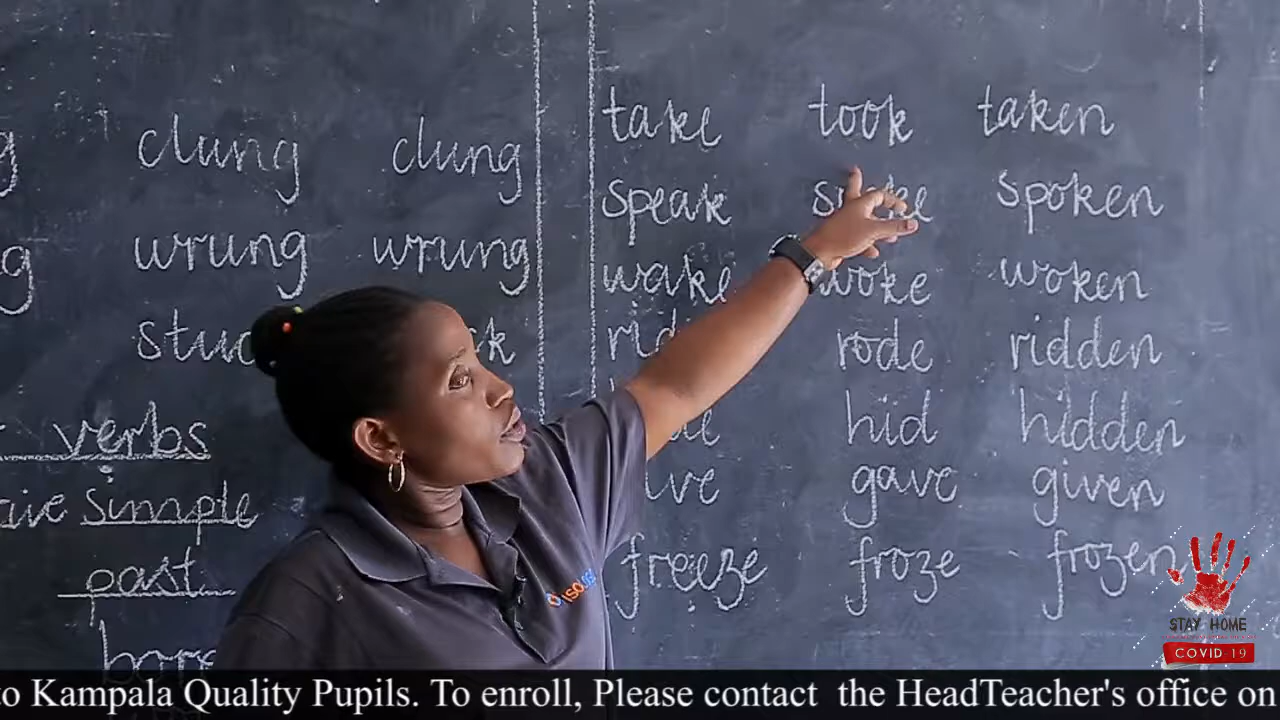 clung clung
wrung wrung
verbs
simple
past
take took taken
speak spoken
wake woke woken
rode ridden
hid hidden
gave given
freeze froze frozen
STAY HOME
COVID-19
to Kampala Quality Pupils. To enroll, Please contact the HeadTeacher's office on